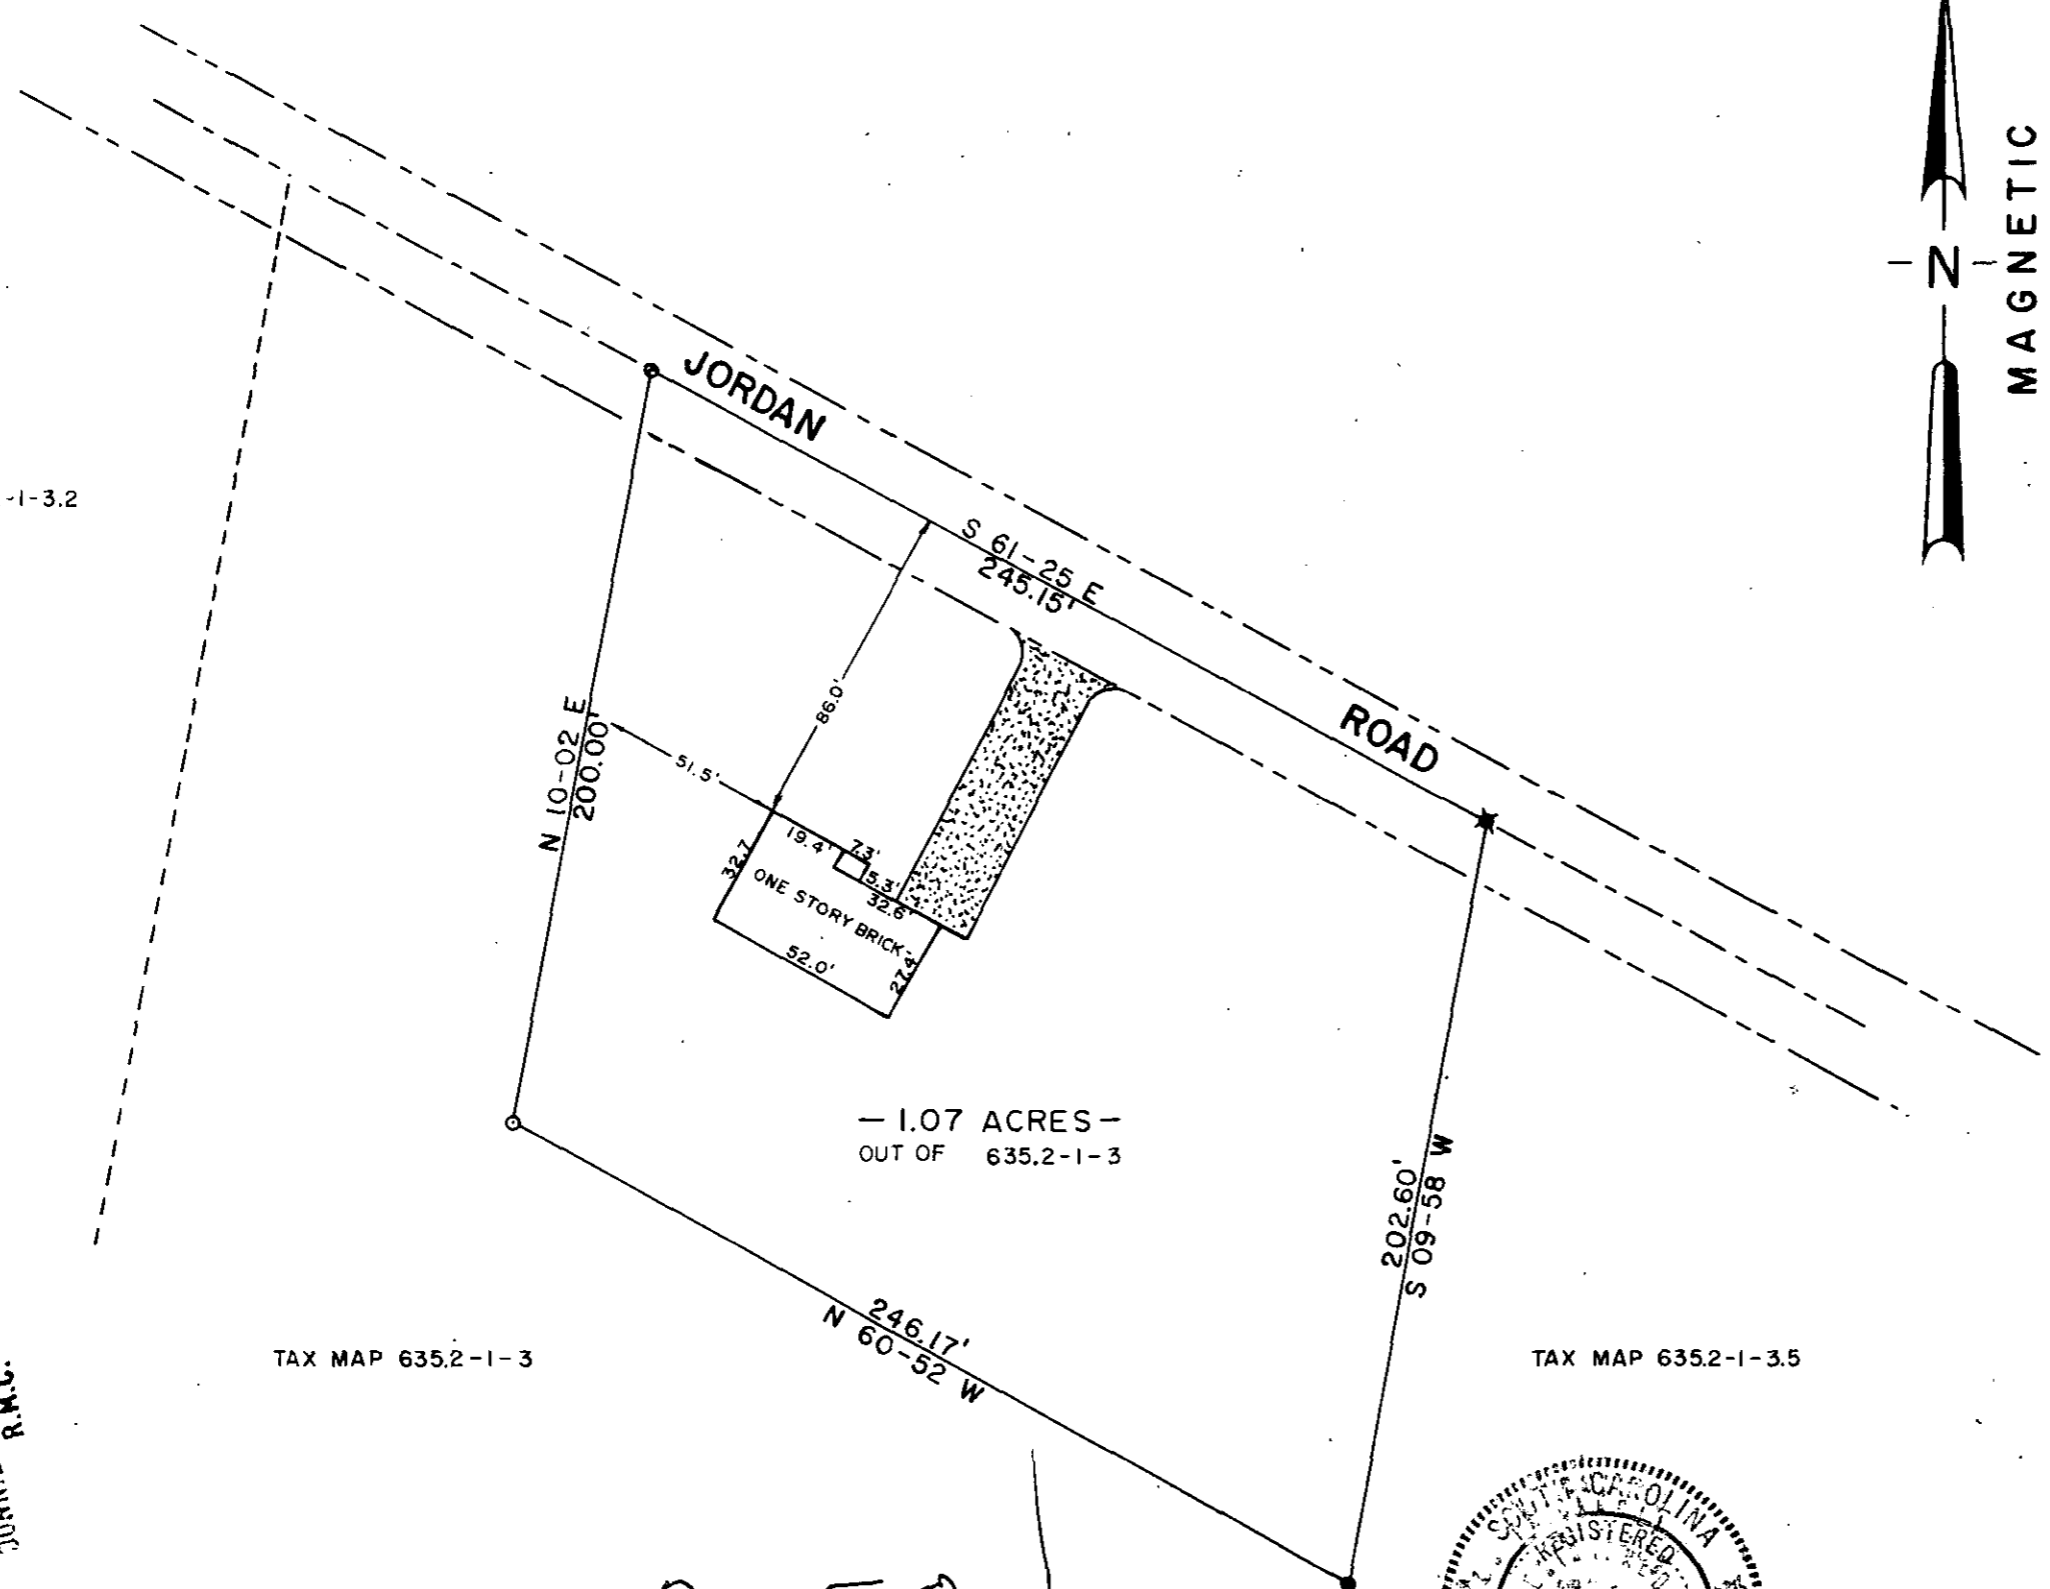 MAGNETIC
-N-
JORDAN
-1-3.2
S 61-25 E
245.15'
86.0'
N 10-02 E
200.00'
51.5'
ROAD
19.4'
7.3'
5.3'
32.7
32.6'
ONE STORY BRICK-
52.0'
27.4'
-1.07 ACRES-
OUT OF 635.2-1-3
202.60'
S 09-58 W
246.17'
N 60-52 W
TAX MAP 635.2-1-3
TAX MAP 635.2-1-3.5
R.M.C.
SOUTH CAROLINA
REGISTERED